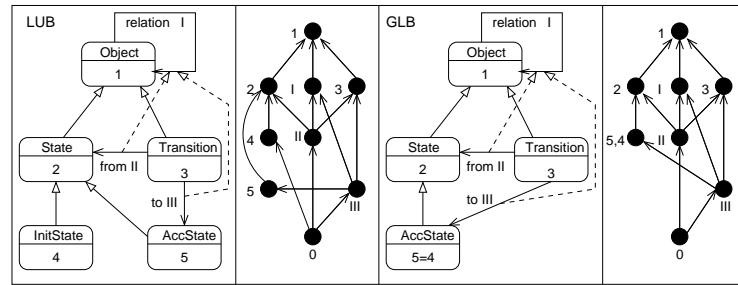 LUB
relation I
Object
1
State
2
from II
Transition
3
to III
InitState
4
AccState
5
1
2
I
3
4
II
5
III
0
GLB
relation I
Object
1
State
2
from II
Transition
3
to III
AccState
5=4
1
2
I
3
5,4
II
III
0